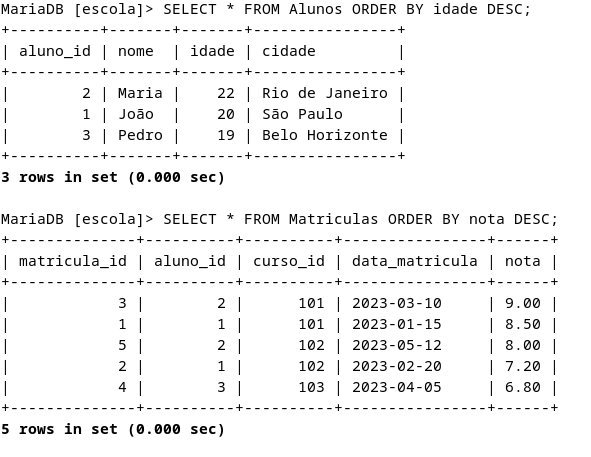 MariaDB [escola]> SELECT * FROM Alunos ORDER BY idade DESC;
+----------+-------+-------+----------------+
| aluno_id | nome  | idade | cidade         |
+----------+-------+-------+----------------+
|        2 | Maria |    22 | Rio de Janeiro |
|        1 | João  |    20 | São Paulo      |
|        3 | Pedro |    19 | Belo Horizonte |
+----------+-------+-------+----------------+
3 rows in set (0.000 sec)

MariaDB [escola]> SELECT * FROM Matriculas ORDER BY nota DESC;
+--------------+----------+----------+----------------+------+
| matricula_id | aluno_id | curso_id | data_matricula | nota |
+--------------+----------+----------+----------------+------+
|            3 |        2 |      101 | 2023-03-10     | 9.00 |
|            1 |        1 |      101 | 2023-01-15     | 8.50 |
|            5 |        2 |      102 | 2023-05-12     | 8.00 |
|            2 |        1 |      102 | 2023-02-20     | 7.20 |
|            4 |        3 |      103 | 2023-04-05     | 6.80 |
+--------------+----------+----------+----------------+------+
5 rows in set (0.000 sec)